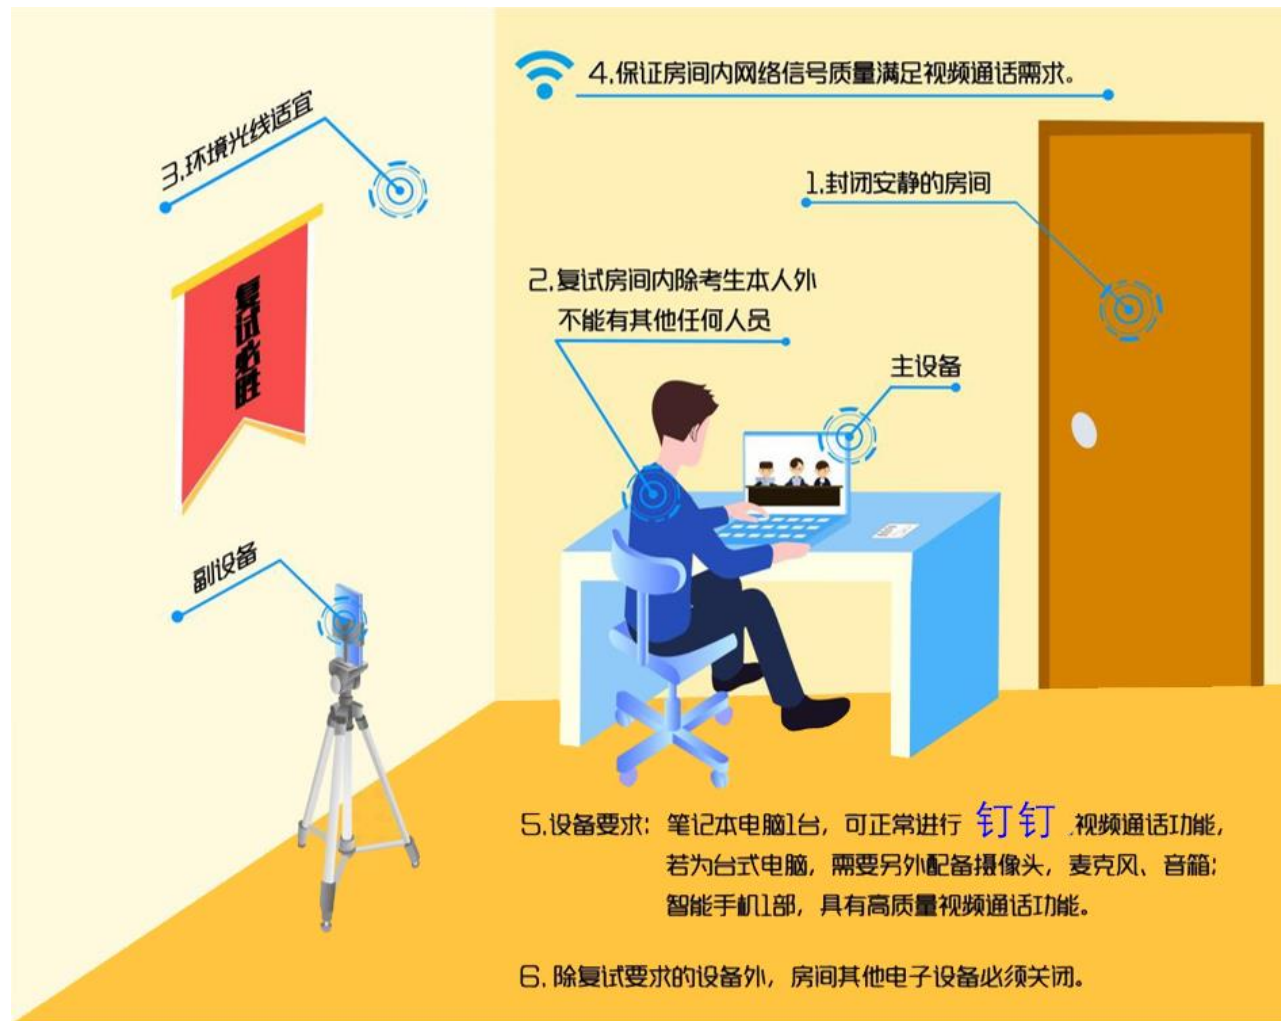 4.保证房间内网络信号质量满足视频通话需求。
3.环境光线适宜
1.封闭安静的房间
复试必胜
2.复试房间内除考生本人外
不能有其他任何人员
主设备
副设备
5.设备要求：笔记本电脑1台，可正常进行 钉钉 视频通话功能，
若为台式电脑，需要另外配备摄像头，麦克风、音箱；
智能手机1部，具有高质量视频通话功能。
6.除复试要求的设备外，房间其他电子设备必须关闭。